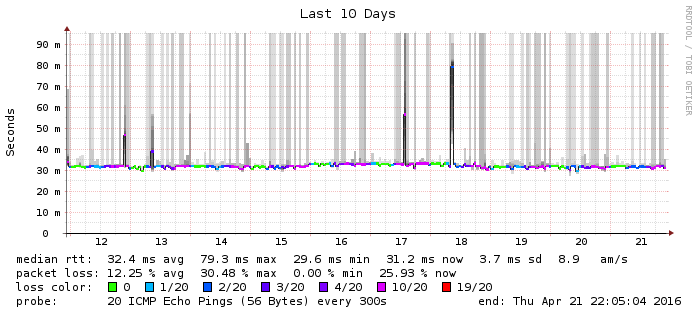 Last 10 Days
RRDTOOL / TOBI OETIKER
Seconds
90 m
80 m
70 m
60 m
50 m
40 m
30 m
20 m
10 m
0
12 13 14 15 16 17 18 19 20 21
median rtt: 32.4 ms avg 79.3 ms max 29.6 ms min 31.2 ms now 3.7 ms sd 8.9 am/s
packet loss: 12.25 % avg 30.48 % max 0.00 % min 25.93 % now
loss color: 0 1/20 2/20 3/20 4/20 10/20 19/20
probe: 20 ICMP Echo Pings (56 Bytes) every 300s end: Thu Apr 21 22:05:04 2016